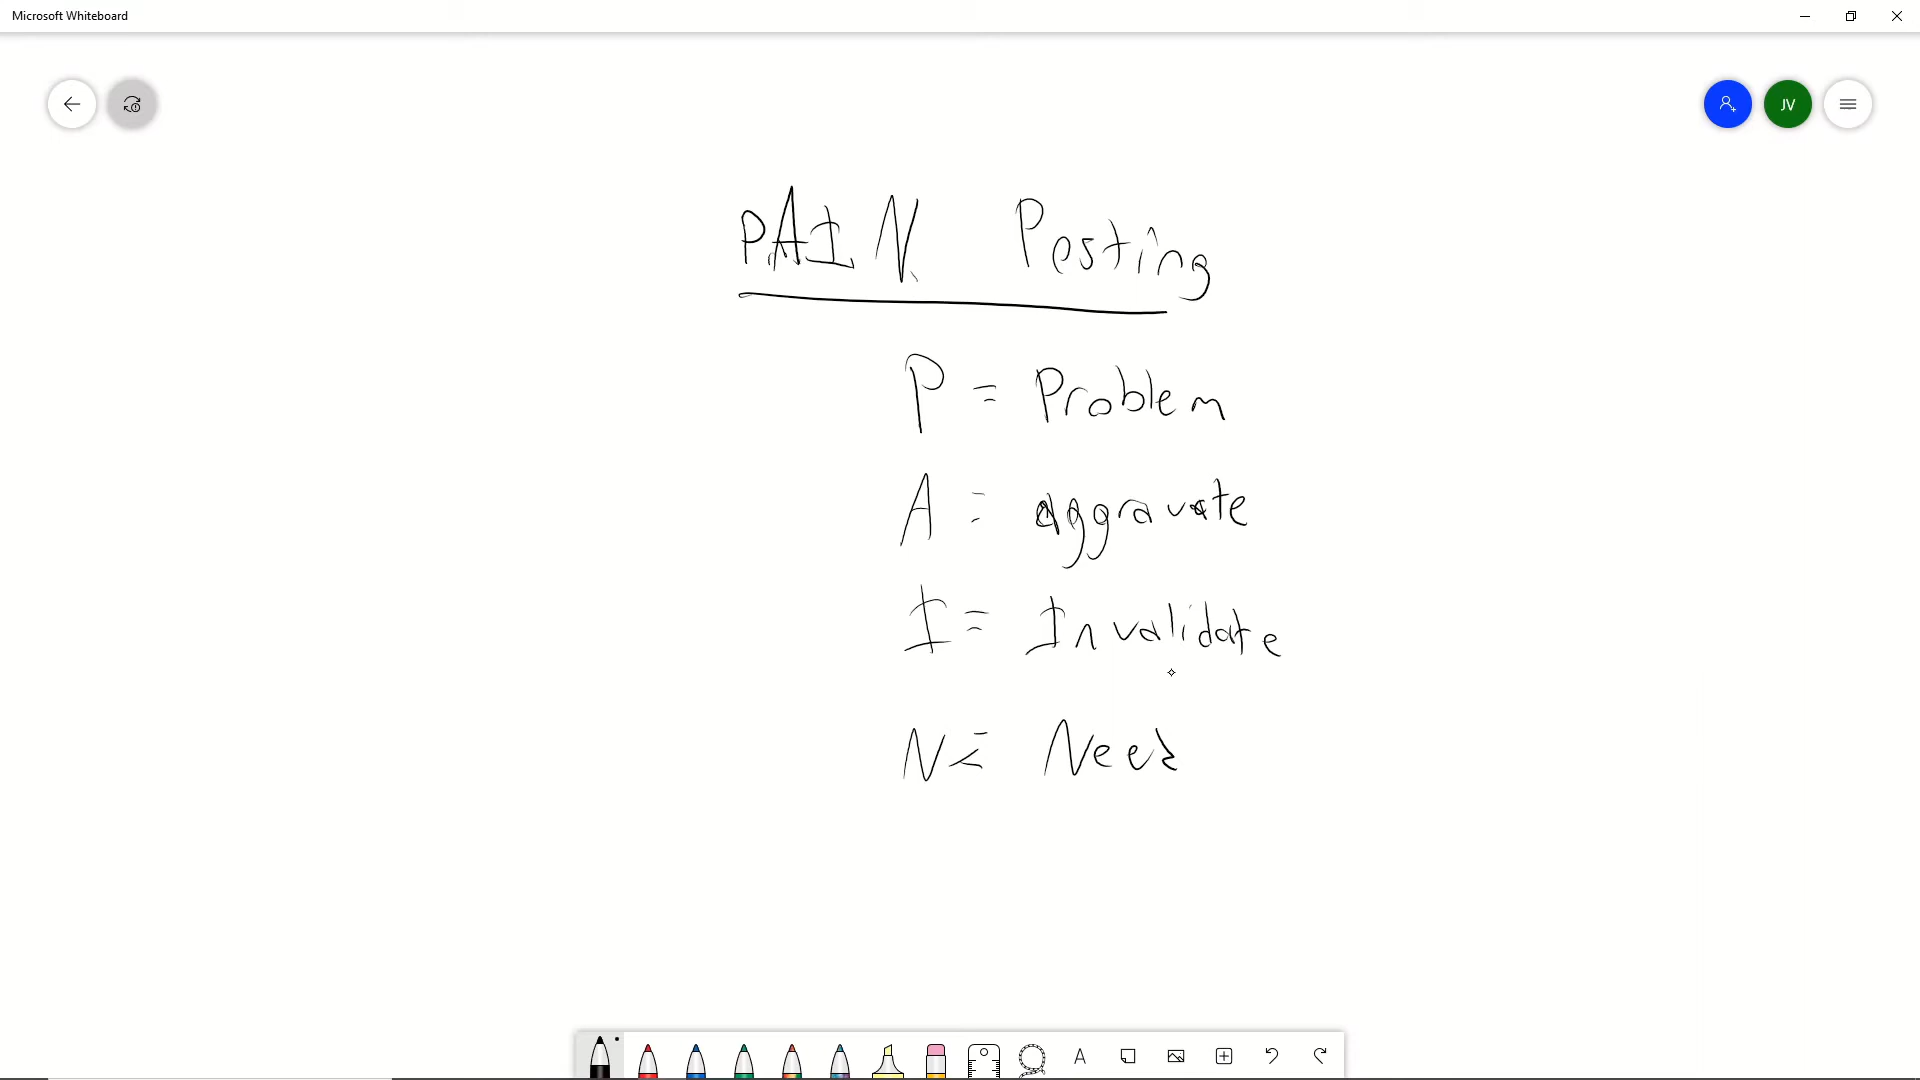 Microsoft Whiteboard
JV
PAIN Posting
P = Problem
A = aggravate
I = Invalidate
N = Need
A